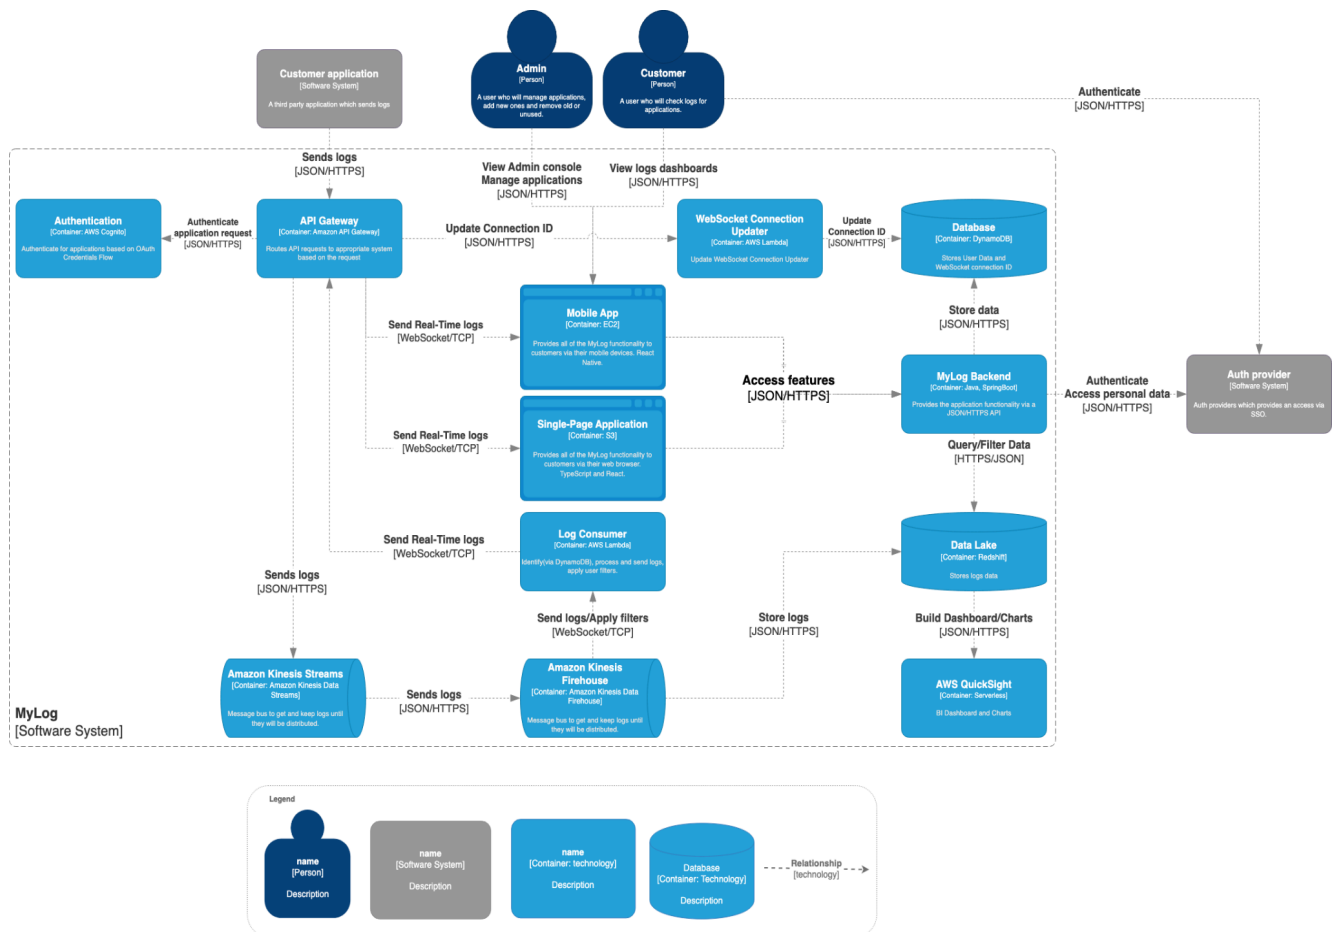 Customer application
[Software System]
A third party application which sends logs
Admin
[Person]
A user who will manage applications,
add new ones and remove old or
unused.
Customer
[Person]
A user who will check logs for
applications.
Authenticate
[JSON/HTTPS]
Sends logs
[JSON/HTTPS]
View Admin console
Manage applications
[JSON/HTTPS]
View logs dashboards
[JSON/HTTPS]
Authentication
[Container: AWS Cognito]
Authenticate for applications based on OAuth
Credentials Flow
Authenticate
application request
[JSON/HTTPS]
API Gateway
[Container: Amazon API Gateway]
Routes API requests to appropriate system
based on the request
Update Connection ID
[JSON/HTTPS]
WebSocket Connection
Updater
[Container: AWS Lambda]
Update WebSocket Connection Updater
Update
Connection ID
[JSON/HTTPS]
Database
[Container: DynamoDB]
Stores User Data and
WebSocket connection ID
Send Real-Time logs
[WebSocket/TCP]
Mobile App
[Container: EC2]
Provides all of the MyLog functionality to
customers via their mobile devices. React
Native.
Store data
[JSON/HTTPS]
Access features
[JSON/HTTPS]
MyLog Backend
[Container: Java, SpringBoot]
Provides the application functionality via a
JSON/HTTPS API
Authenticate
Access personal data
[JSON/HTTPS]
Auth provider
[Software System]
Auth providers which provides an access via
SSO.
Send Real-Time logs
[WebSocket/TCP]
Single-Page Application
[Container: S3]
Provides all of the MyLog functionality to
customers via their web browser.
TypeScript and React.
Query/Filter Data
[HTTPS/JSON]
Send Real-Time logs
[WebSocket/TCP]
Log Consumer
[Container: AWS Lambda]
Identify(via DynamoDB), process and send logs,
apply user filters.
Data Lake
[Container: Redshift]
Stores logs data
Sends logs
[JSON/HTTPS]
Send logs/Apply filters
[WebSocket/TCP]
Store logs
[JSON/HTTPS]
Build Dashboard/Charts
[JSON/HTTPS]
Amazon Kinesis Streams
[Container: Amazon Kinesis Data
Streams]
Message bus to get and keep logs until
they will be distributed.
Sends logs
[JSON/HTTPS]
Amazon Kinesis
Firehouse
[Container: Amazon Kinesis Data
Firehouse]
Message bus to get and keep logs until
they will be distributed.
AWS QuickSight
[Container: Serverless]
BI Dashboard and Charts
MyLog
[Software System]
Legend
name
[Person]
Description
name
[Software System]
Description
name
[Container: technology]
Description
Database
[Container: Technology]
Description
Relationship
[technology]